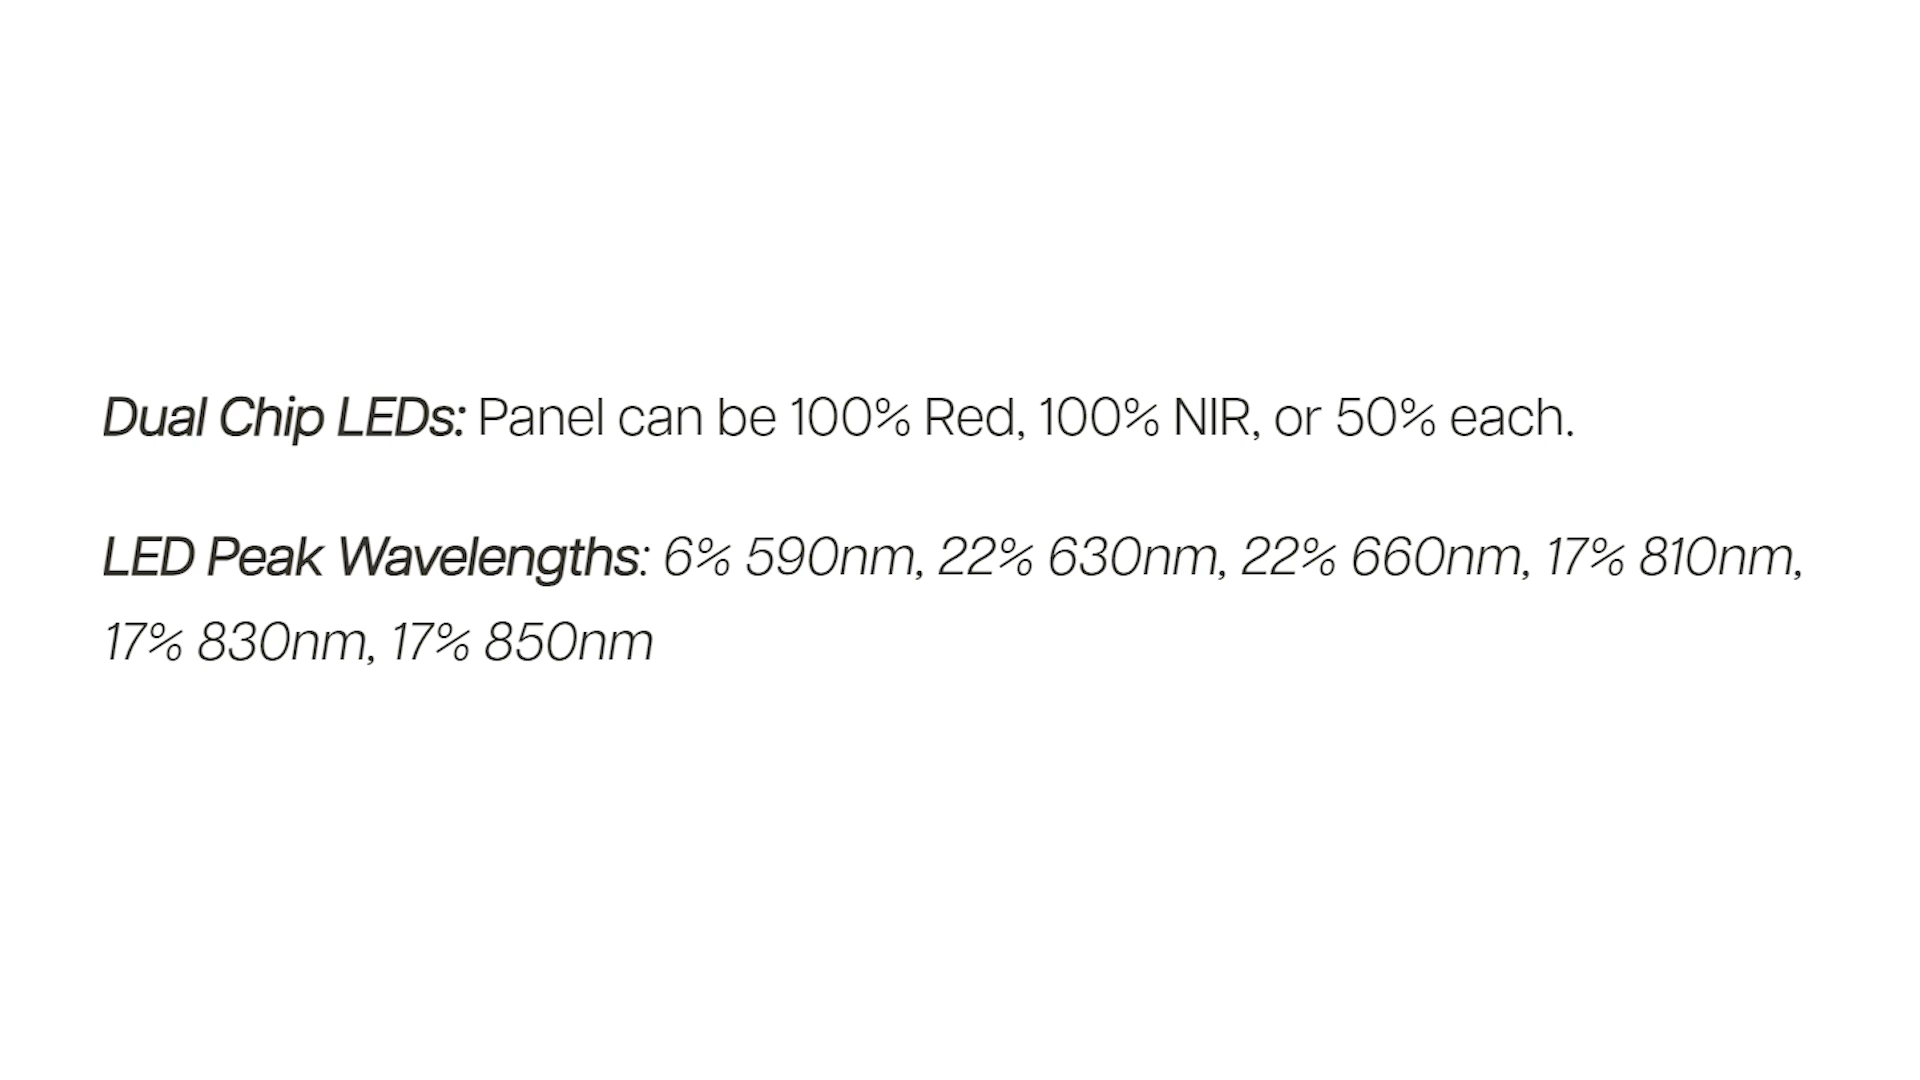 Dual Chip LEDs: Panel can be 100% Red, 100% NIR, or 50% each.
LED Peak Wavelengths: 6% 590nm, 22% 630nm, 22% 660nm, 17% 810nm,
17% 830nm, 17% 850nm